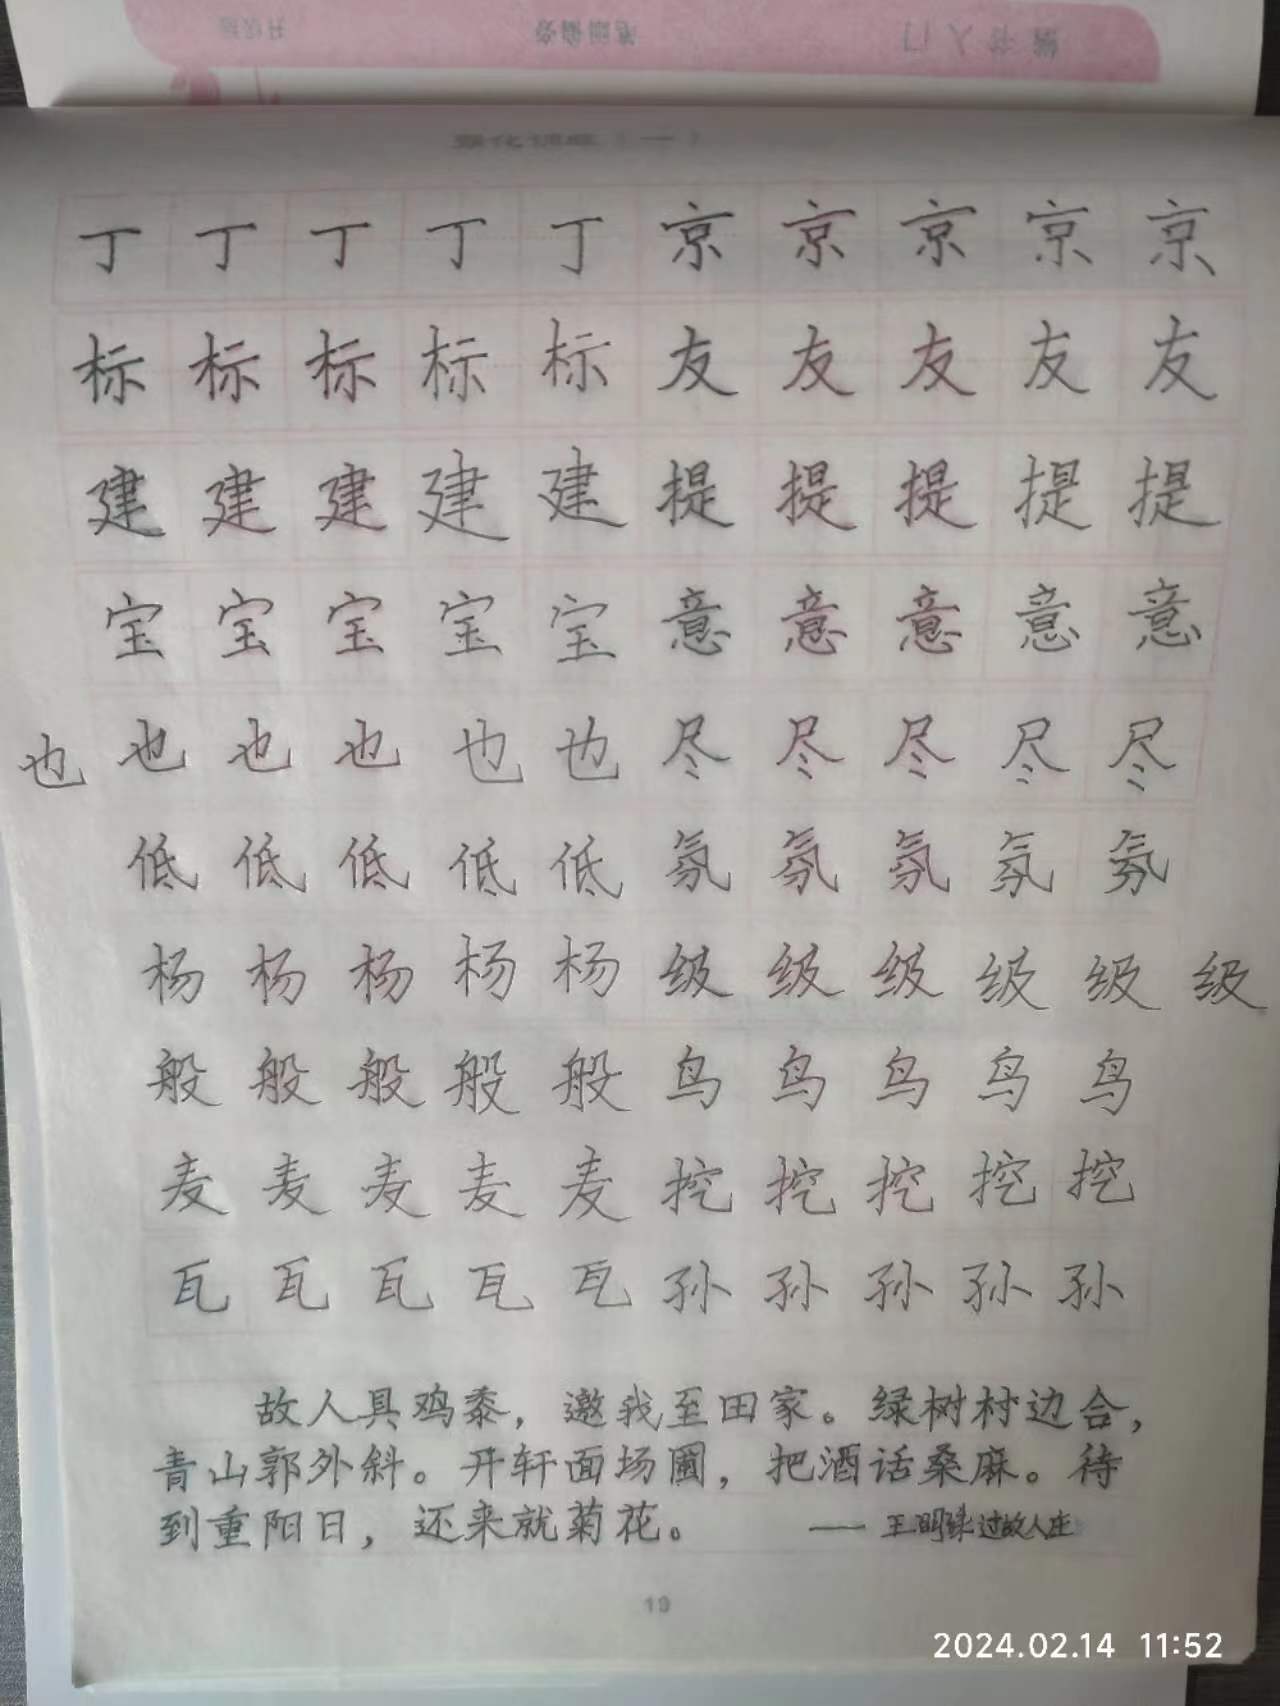 丁丁丁丁丁京京京京京
标标标标标友友友友友
建建建建建提提提提提
宝宝宝宝宝意意意意意
也也也也也也尽尽尽尽尽
低低低低低氛氛氛氛氛
杨杨杨杨杨级级级级级级
般般般般般鸟鸟鸟鸟鸟
麦麦麦麦麦挖挖挖挖挖
瓦瓦瓦瓦瓦孙孙孙孙孙
故人具鸡黍，邀我至田家。绿树村边合，
青山郭外斜。开轩面场圃，把酒话桑麻。待
到重阳日，还来就菊花。 —— 王明珠过故人庄
19
2024.02.14 11:52